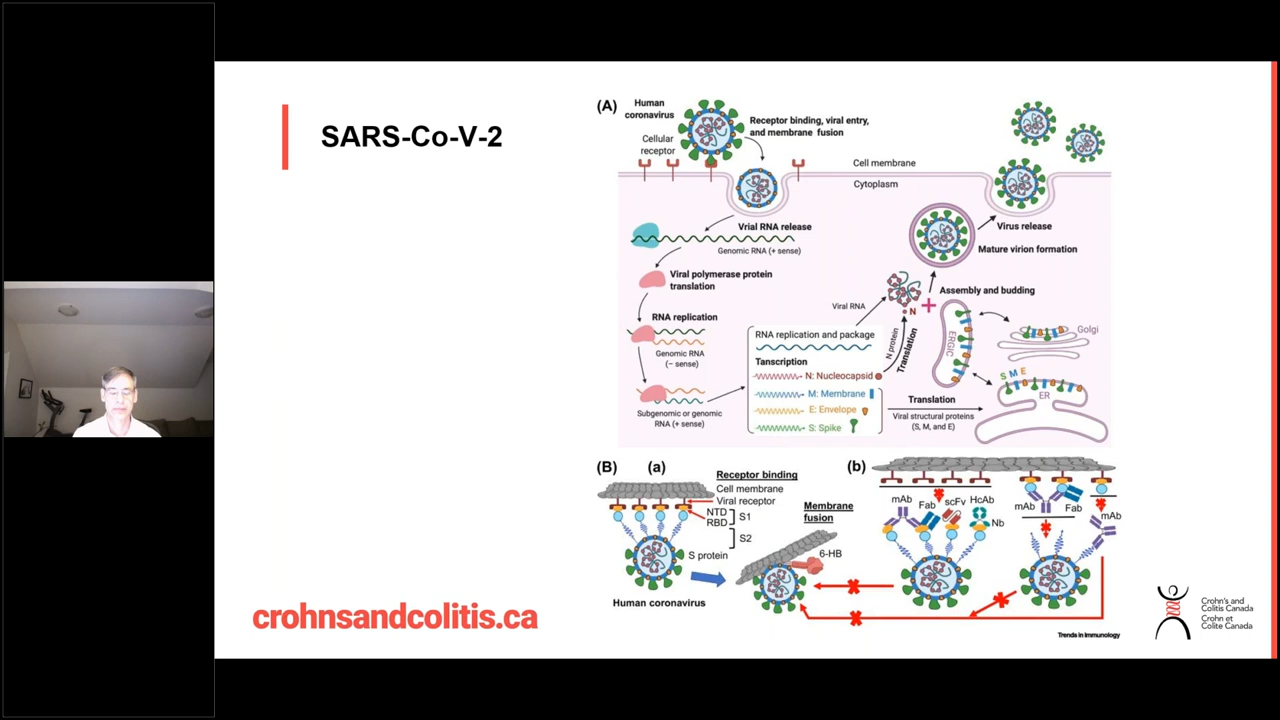 SARS-Co-V-2
(A)
Human
coronavirus
Cellular
receptor
Receptor binding, viral entry,
and membrane fusion
Cell membrane
Cytoplasm
Vrial RNA release
Genomic RNA (+ sense)
Viral polymerase protein
translation
RNA replication
Genomic RNA
(− sense)
Subgenomic or genomic
RNA (+ sense)
RNA replication and package
Tanscription
N: Nucleocapsid
M: Membrane
E: Envelope
S: Spike
Viral RNA
N
N protein
Translation
Translation
Viral structural proteins
(S, M, and E)
Virus release
Mature virion formation
Assembly and budding
ERGIC
Golgi
S M E
ER
(B)
(a)
Receptor binding
Cell membrane
Viral receptor
NTD
RBD
S1
S2
S protein
Human coronavirus
Membrane
fusion
6-HB
(b)
mAb
Fab
scFv
HcAb
Nb
mAb
Fab
mAb
Trends in Immunology
crohnsandcolitis.ca
Crohn's and
Colitis Canada
Crohn et
Colite Canada